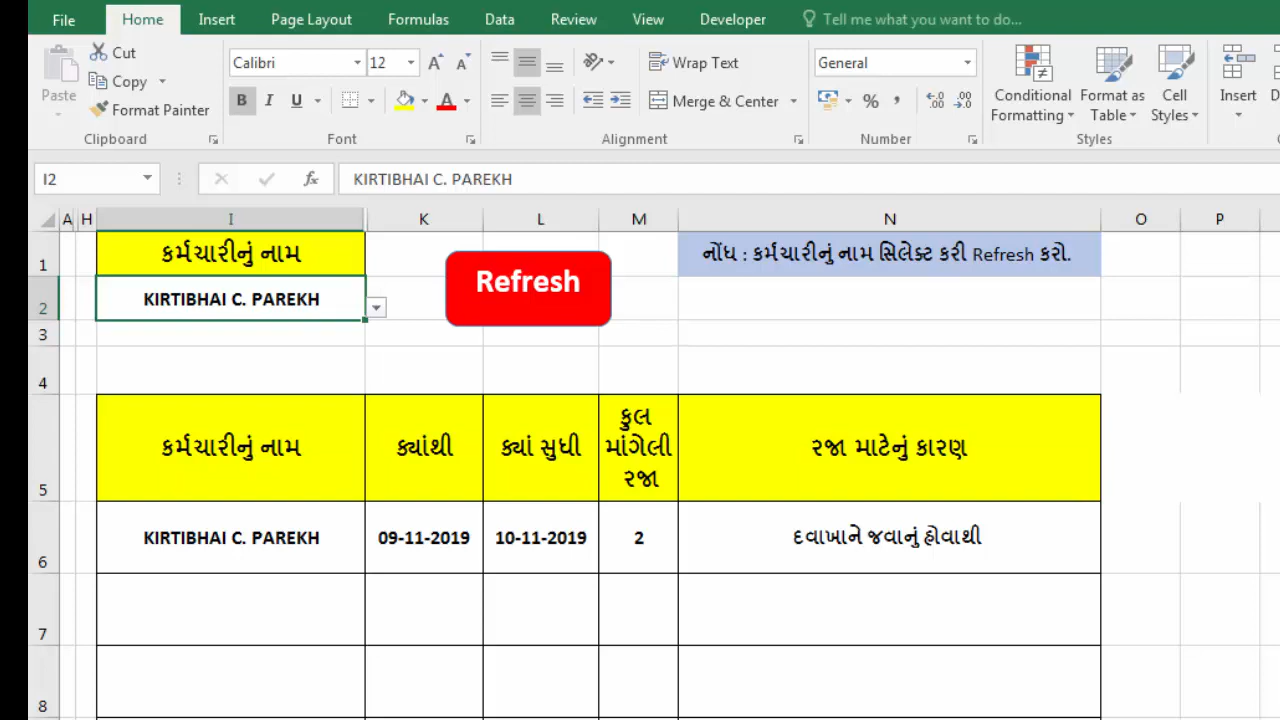 File Home Insert Page Layout Formulas Data Review View Developer Tell me what you want to do...
Cut
Copy
Format Painter
Paste
Calibri 12
B I U
Wrap Text
Merge & Center
General
% ,
Conditional Formatting
Format as Table
Cell Styles
Insert
Clipboard Font Alignment Number Styles
I2 fx KIRTIBHAI C. PAREKH
A H I K L M N O P
1 કર્મચારીનું નામ નોંધ : કર્મચારીનું નામ સિલેક્ટ કરી Refresh કરો.
Refresh
2 KIRTIBHAI C. PAREKH
3
4
5 કર્મચારીનું નામ ક્યાંથી ક્યાં સુધી કુલ માંગેલી રજા રજા માટેનું કારણ
6 KIRTIBHAI C. PAREKH 09-11-2019 10-11-2019 2 દવાખાને જવાનું હોવાથી
7
8